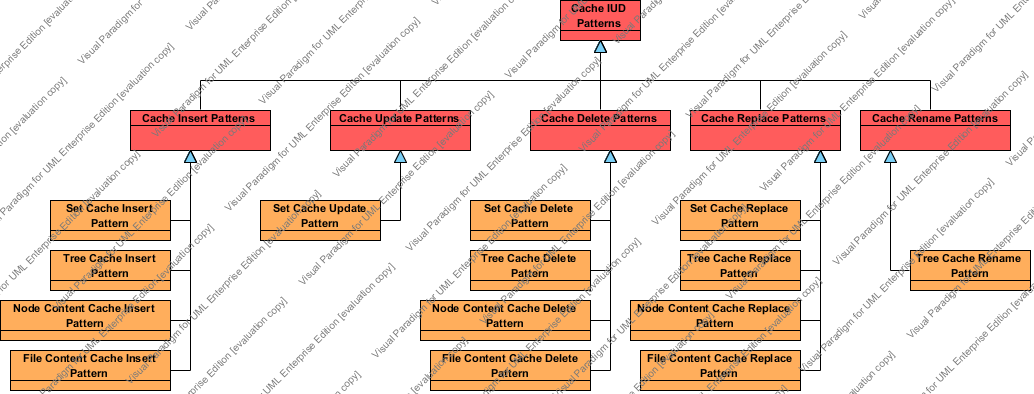 Cache IUD
Patterns
Cache Insert Patterns
Cache Update Patterns
Cache Delete Patterns
Cache Replace Patterns
Cache Rename Patterns
Set Cache Insert
Pattern
Set Cache Update
Pattern
Set Cache Delete
Pattern
Set Cache Replace
Pattern
Tree Cache Insert
Pattern
Tree Cache Delete
Pattern
Tree Cache Replace
Pattern
Tree Cache Rename
Pattern
Node Content Cache Insert
Pattern
Node Content Cache Delete
Pattern
Node Content Cache Replace
Pattern
File Content Cache Insert
Pattern
File Content Cache Delete
Pattern
File Content Cache Replace
Pattern
Visual Paradigm for UML Enterprise Edition [evaluation copy]